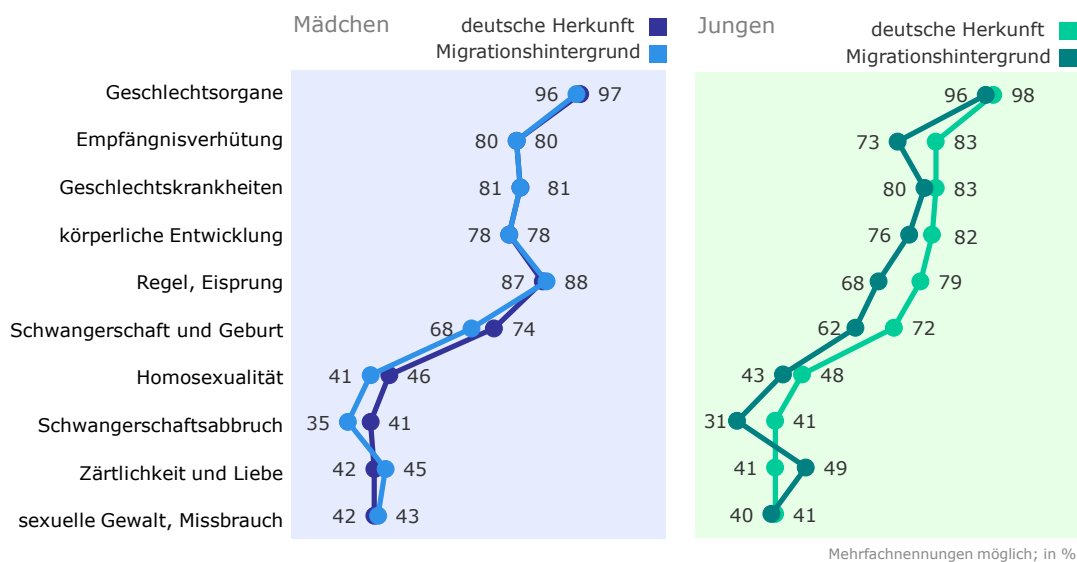 Mädchen
deutsche Herkunft
Migrationshintergrund
Jungen
deutsche Herkunft
Migrationshintergrund
Geschlechtsorgane 96 97 96 98
Empfängnisverhütung 80 80 73 83
Geschlechtskrankheiten 81 81 80 83
körperliche Entwicklung 78 78 76 82
Regel, Eisprung 87 88 68 79
Schwangerschaft und Geburt 68 74 62 72
Homosexualität 41 46 43 48
Schwangerschaftsabbruch 35 41 31 41
Zärtlichkeit und Liebe 42 45 41 49
sexuelle Gewalt, Missbrauch 42 43 40 41
Mehrfachnennungen möglich; in %